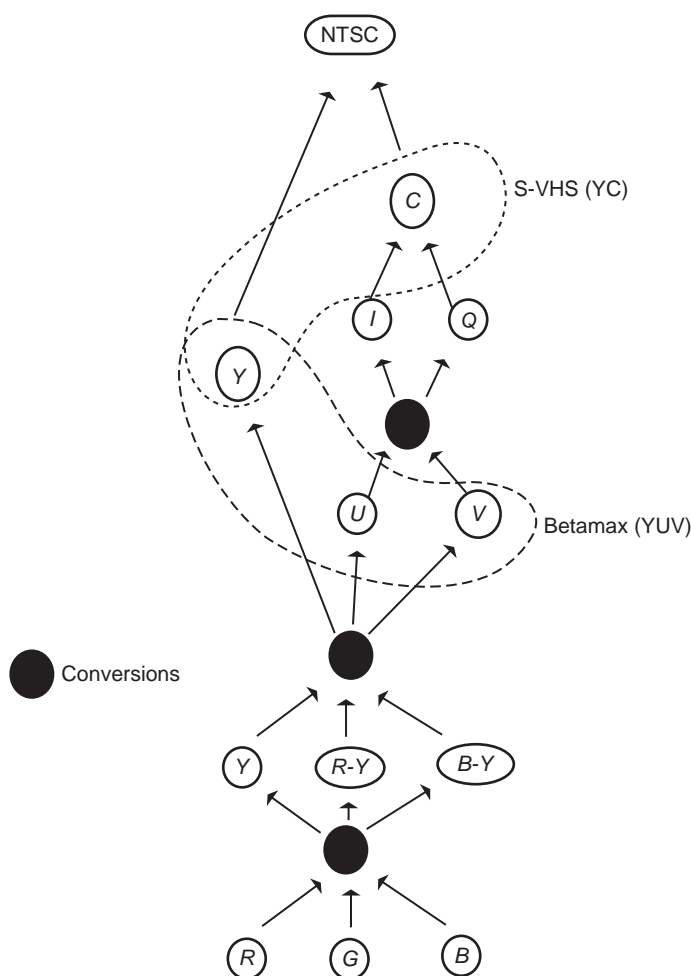 NTSC
C
S-VHS (YC)
I
Q
Y
U
V
Betamax (YUV)
Conversions
Y
R-Y
B-Y
R
G
B